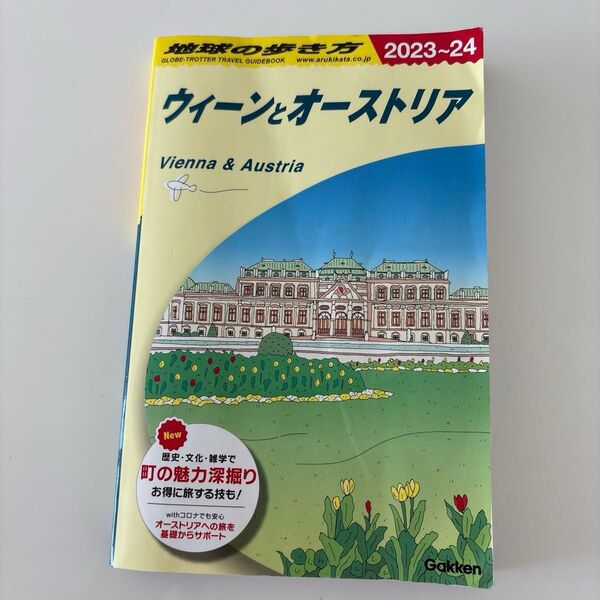 地球の歩き方
GLOBE-TROTTER TRAVEL GUIDEBOOK www.arukikata.co.jp
2023~24
ウィーンとオーストリア
Vienna & Austria
New
歴史・文化・雑学で
町の魅力深掘り
お得に旅する技も!
withコロナでも安心
オーストリアへの旅を
基礎からサポート
Gakken